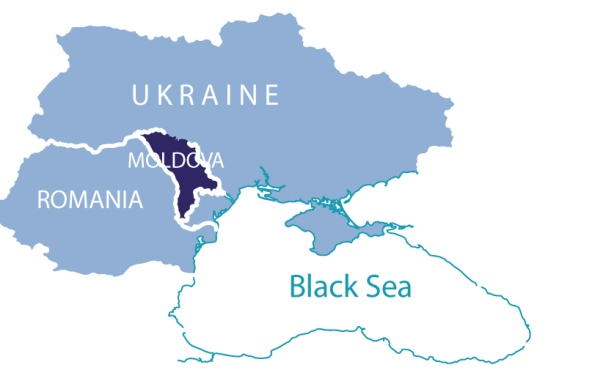 UKRAINE
MOLDOVA
ROMANIA
Black Sea